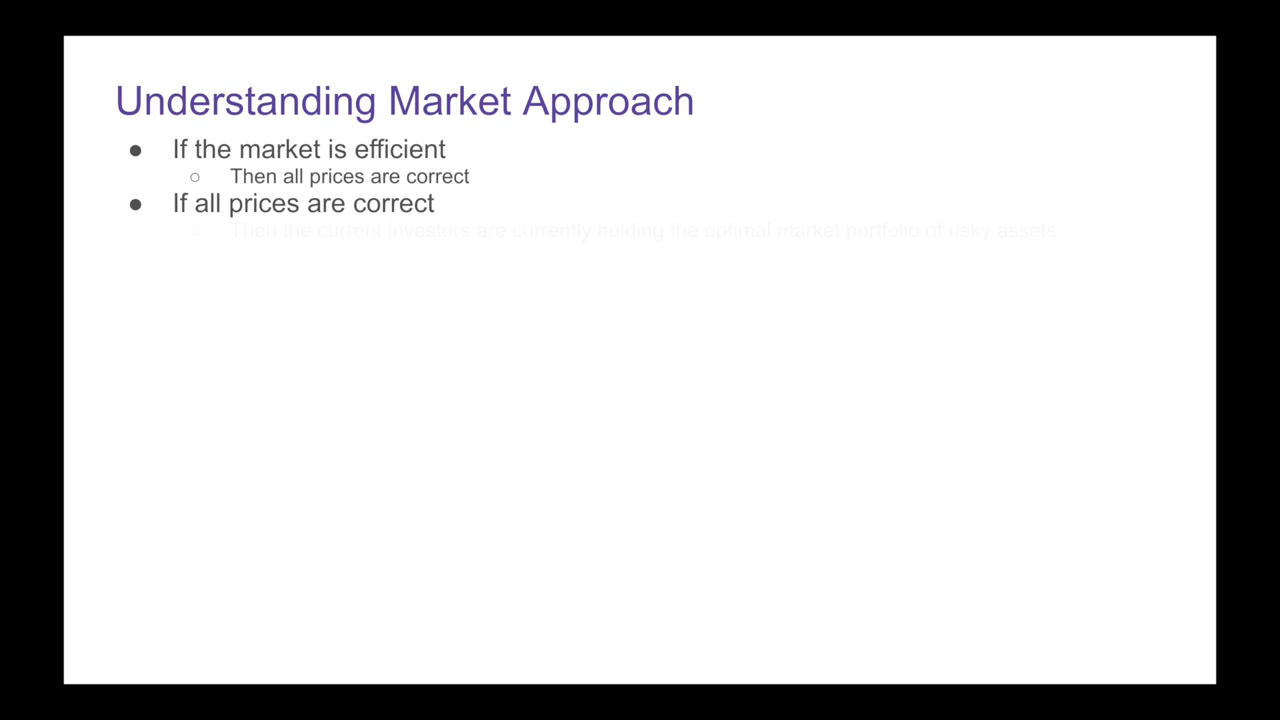 Understanding Market Approach
● If the market is efficient
○ Then all prices are correct
● If all prices are correct
○ Then the current investors are currently holding the optimal market portfolio of risky assets